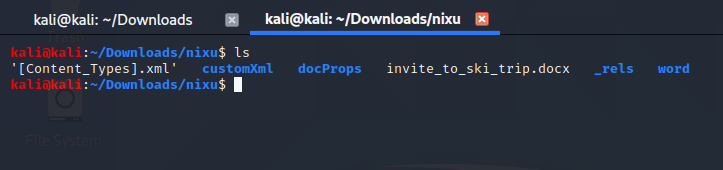 kali@kali: ~/Downloads
kali@kali: ~/Downloads/nixu
kali@kali:~/Downloads/nixu$ ls
'[Content_Types].xml' customXml docProps invite_to_ski_trip.docx _rels word
kali@kali:~/Downloads/nixu$
File System